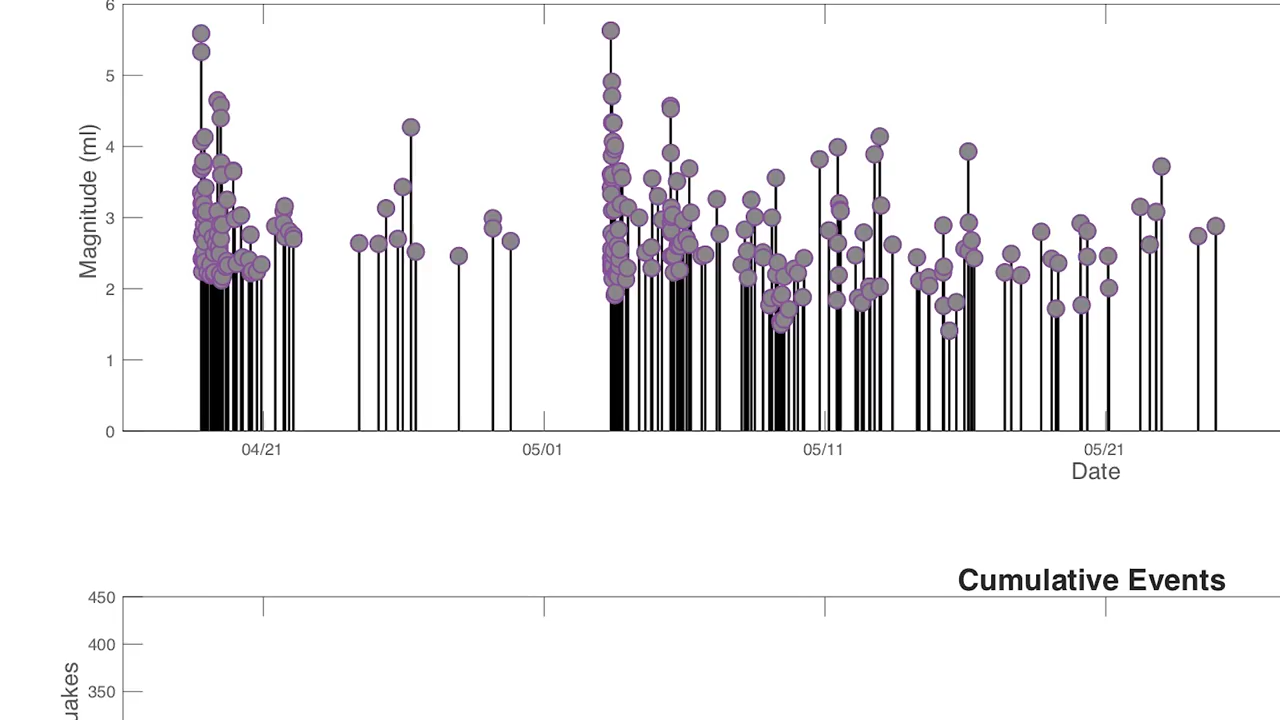 6
5
4
3
2
1
0
Magnitude (ml)
04/21 05/01 05/11 05/21
Date
Cumulative Events
450
400
350